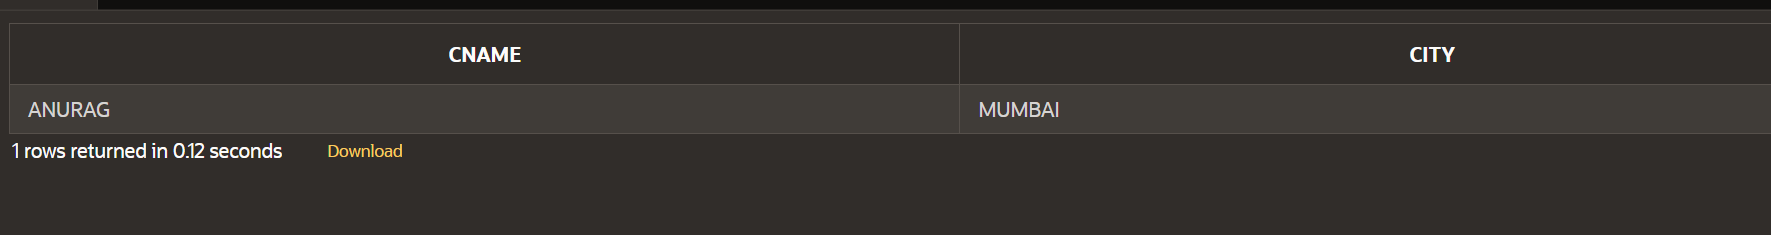 CNAME CITY
ANURAG MUMBAI
1 rows returned in 0.12 seconds Download